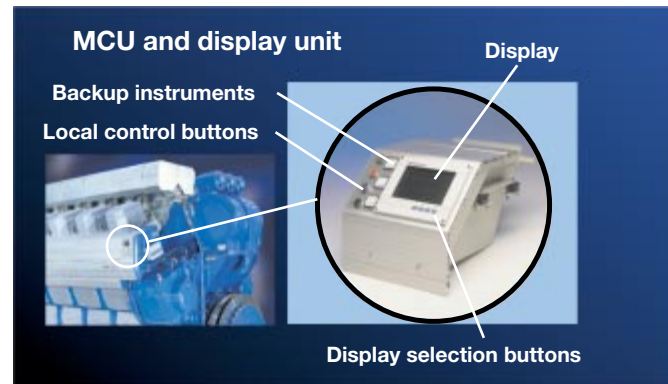 MCU and display unit
Display
Backup instruments
Local control buttons
Display selection buttons